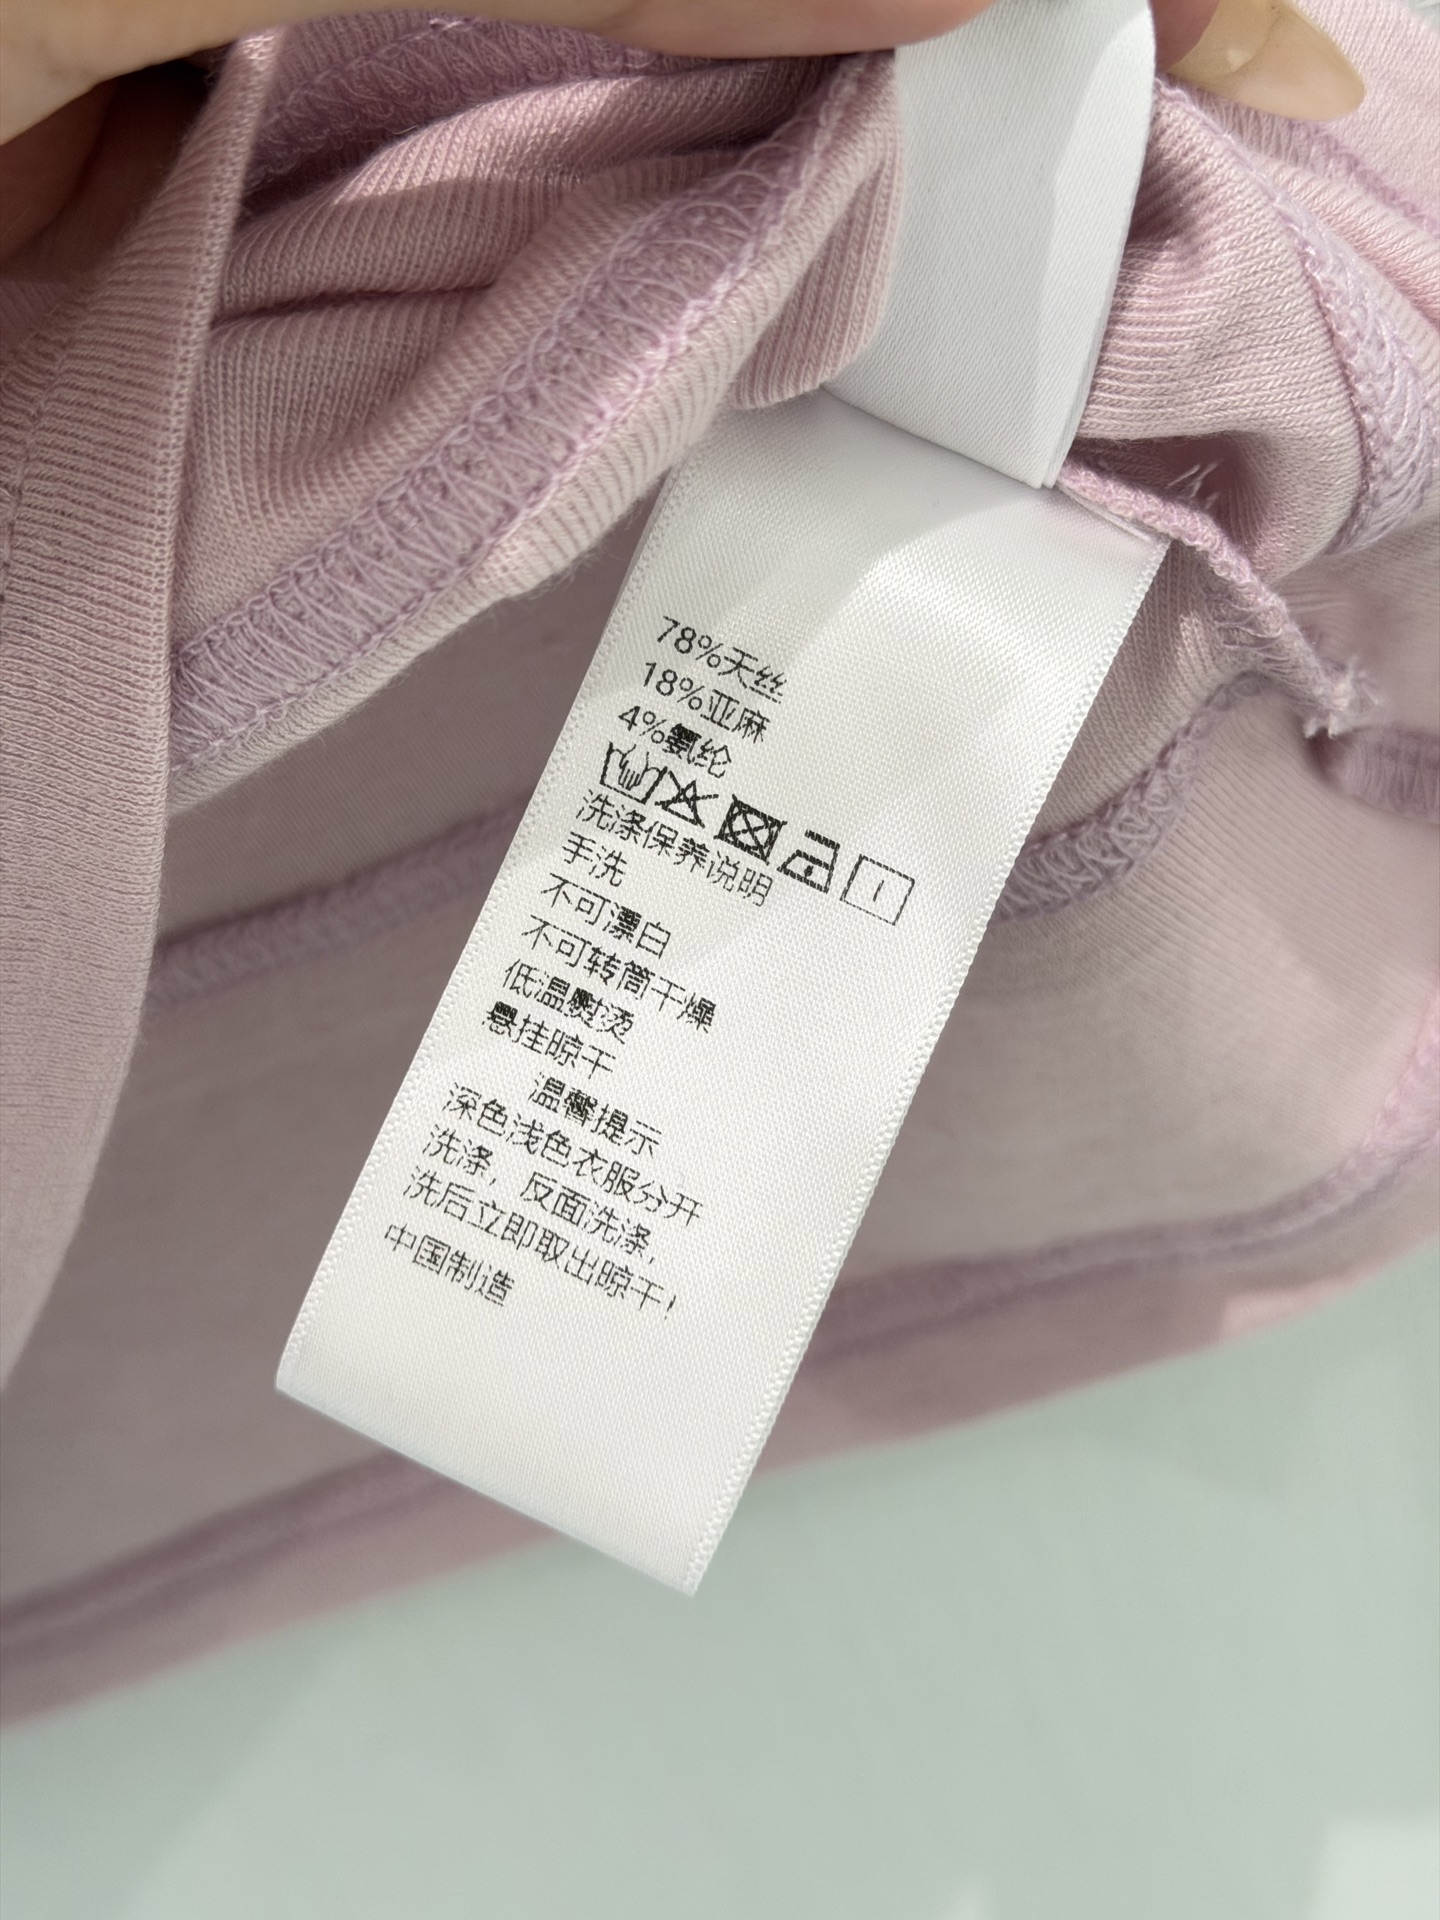 78%天丝
18%亚麻
4%氨纶
洗涤保养说明
手洗
不可漂白
不可转筒干燥
低温熨烫
悬挂晾干
温馨提示
深色浅色衣服分开
洗涤，反面洗涤，
洗后立即取出晾干！
中国制造